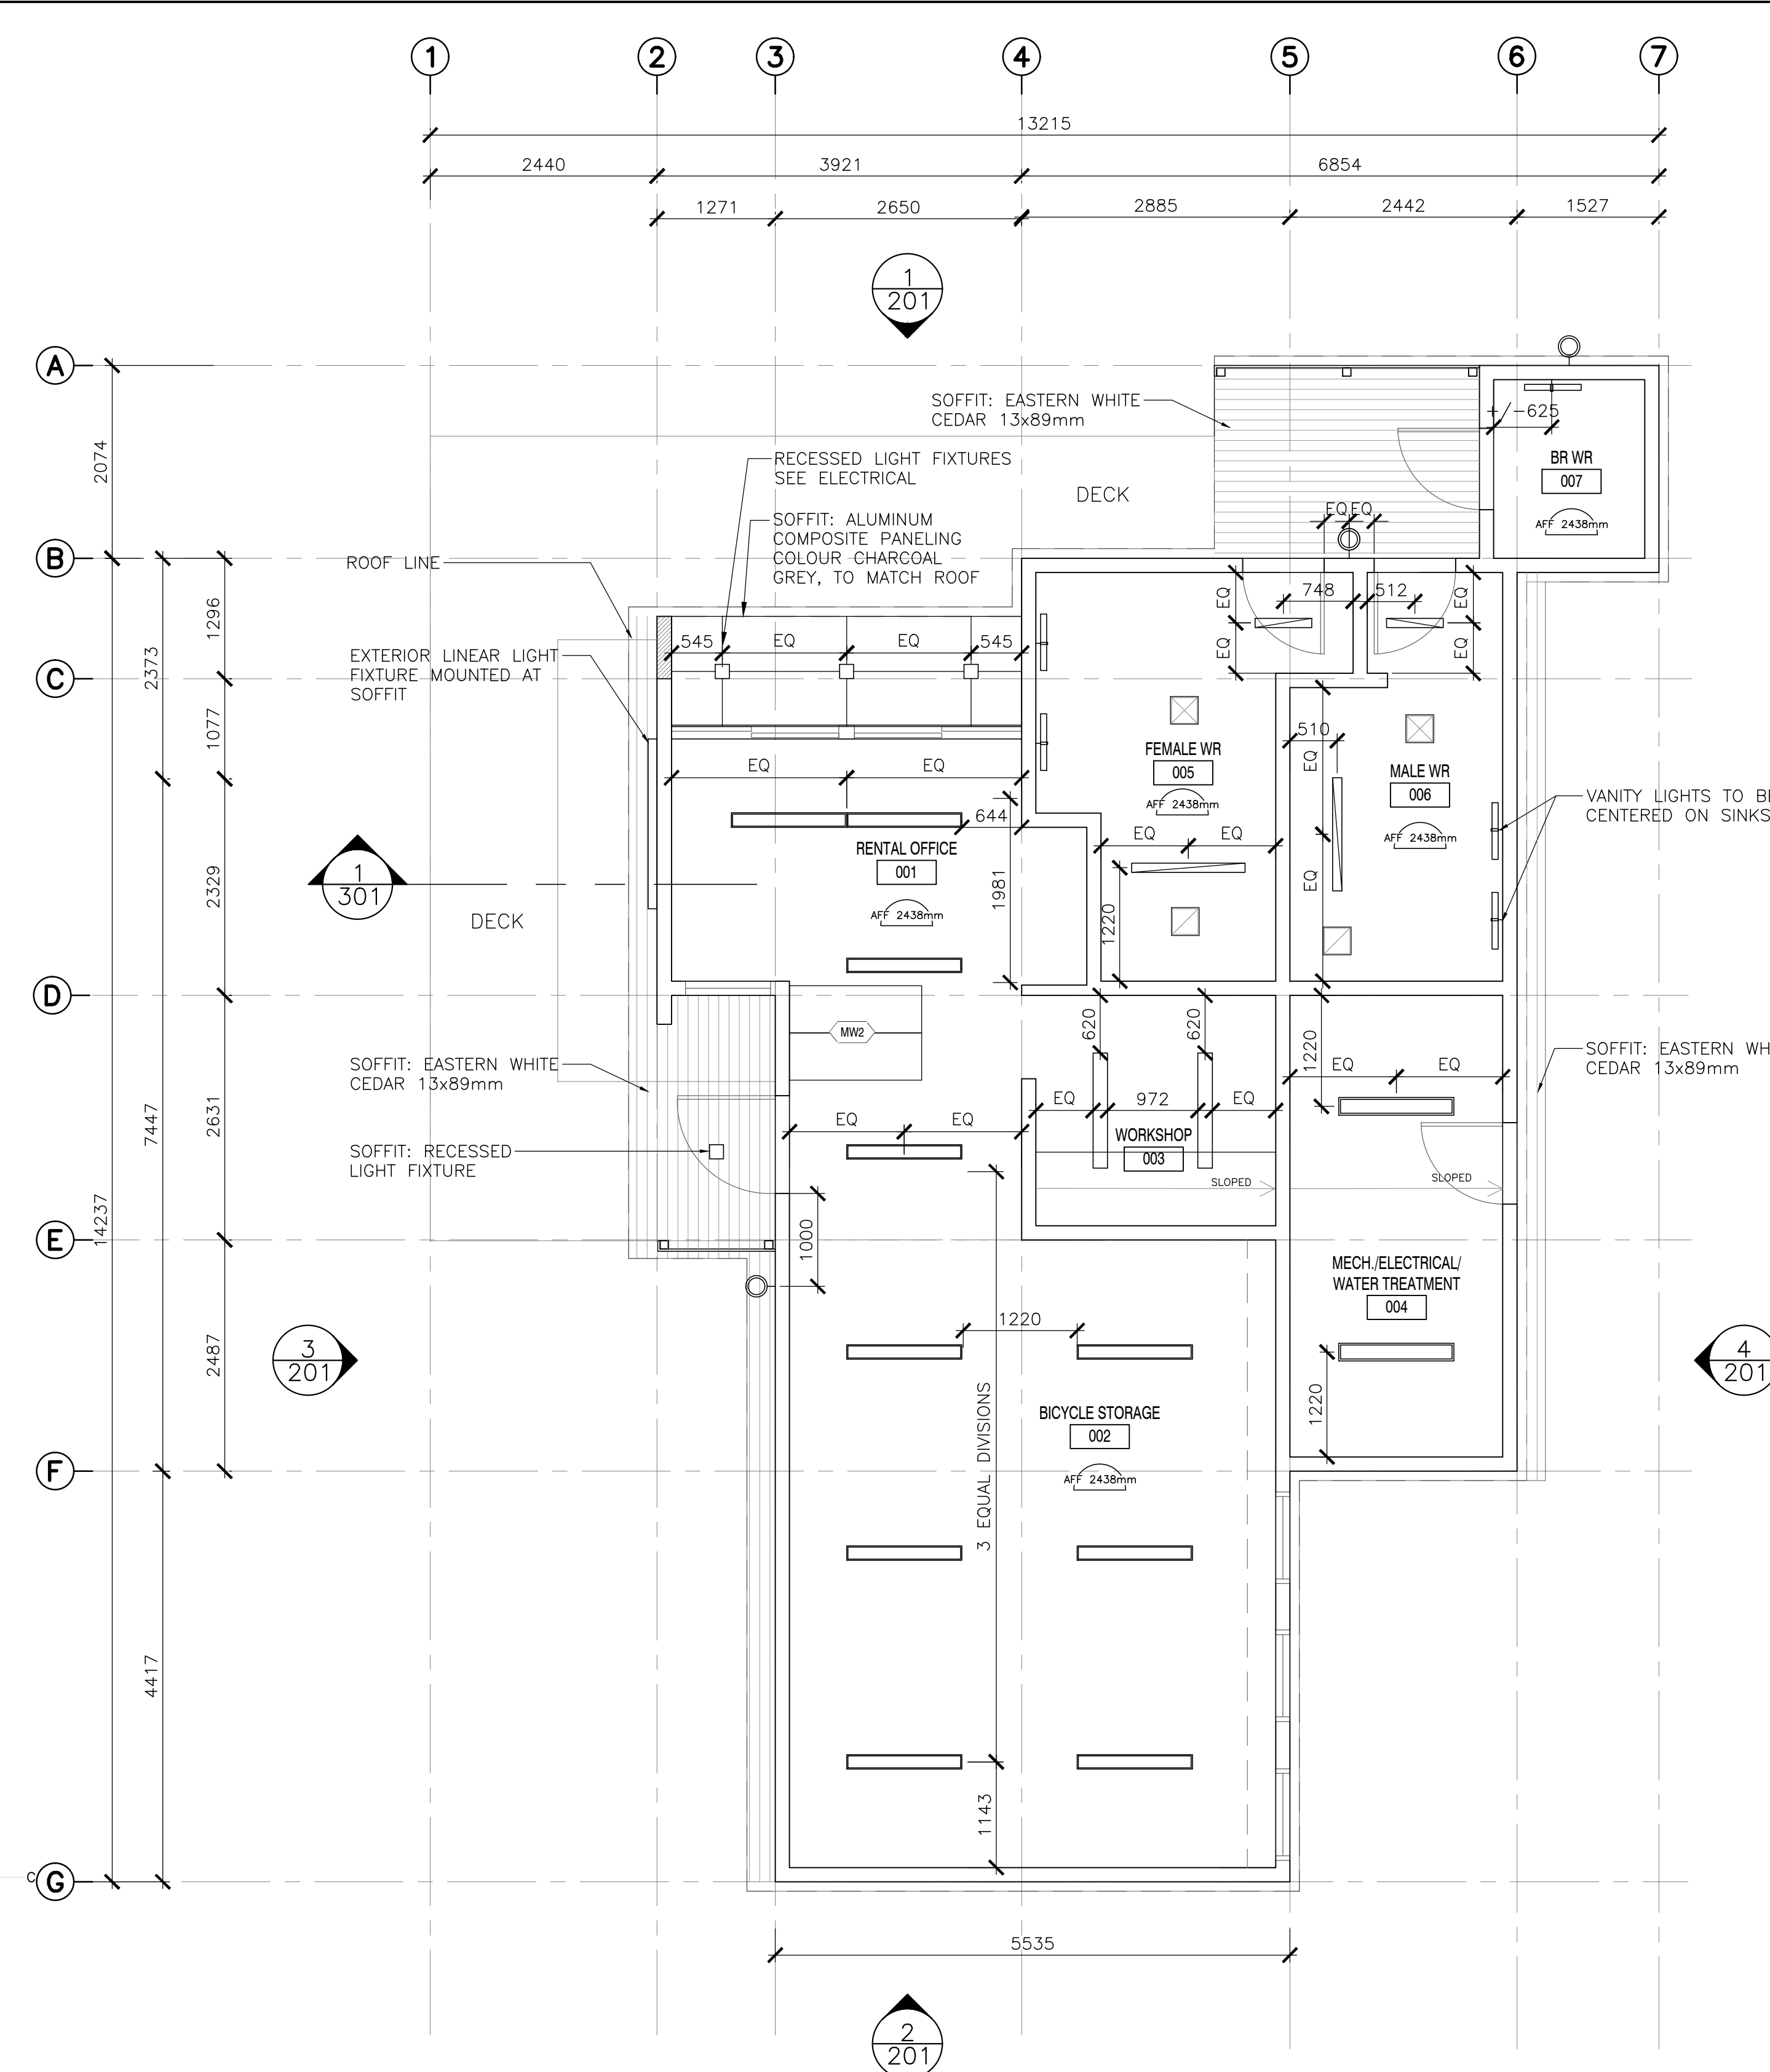 1 2 3 4 5 6 7
13215
2440 3921 6854
1271 2650 2885 2442 1527
1
201
A
SOFFIT: EASTERN WHITE
CEDAR 13x89mm
+/-625
2074
RECESSED LIGHT FIXTURES
SEE ELECTRICAL
BR WR
007
AFF 2438mm
DECK
EQ EQ
SOFFIT: ALUMINUM
COMPOSITE PANELING
COLOUR CHARCOAL
GREY, TO MATCH ROOF
B
ROOF LINE
748 512
EQ EQ
EQ EQ
1296
2373
545 EQ EQ 545
EXTERIOR LINEAR LIGHT
FIXTURE MOUNTED AT
SOFFIT
C
1077
510
EQ
EQ
EQ EQ
FEMALE WR
005
AFF 2438mm
MALE WR
006
AFF 2438mm
VANITY LIGHTS TO B
CENTERED ON SINKS
644
EQ EQ
RENTAL OFFICE
001
AFF 2438mm
1981
1220
2329
1
301
DECK
D
MW2
620 620
1220
SOFFIT: EASTERN WHITE
CEDAR 13x89mm
SOFFIT: EASTERN WH
CEDAR 13x89mm
EQ EQ
EQ 972 EQ
EQ EQ
2631
7447
14237
WORKSHOP
003
SLOPED
SLOPED
SOFFIT: RECESSED
LIGHT FIXTURE
1000
E
MECH./ELECTRICAL/
WATER TREATMENT
004
1220
2487
3
201
4
201
1220
BICYCLE STORAGE
002
AFF 2438mm
3 EQUAL DIVISIONS
F
4417
1143
C
G
5535
2
201